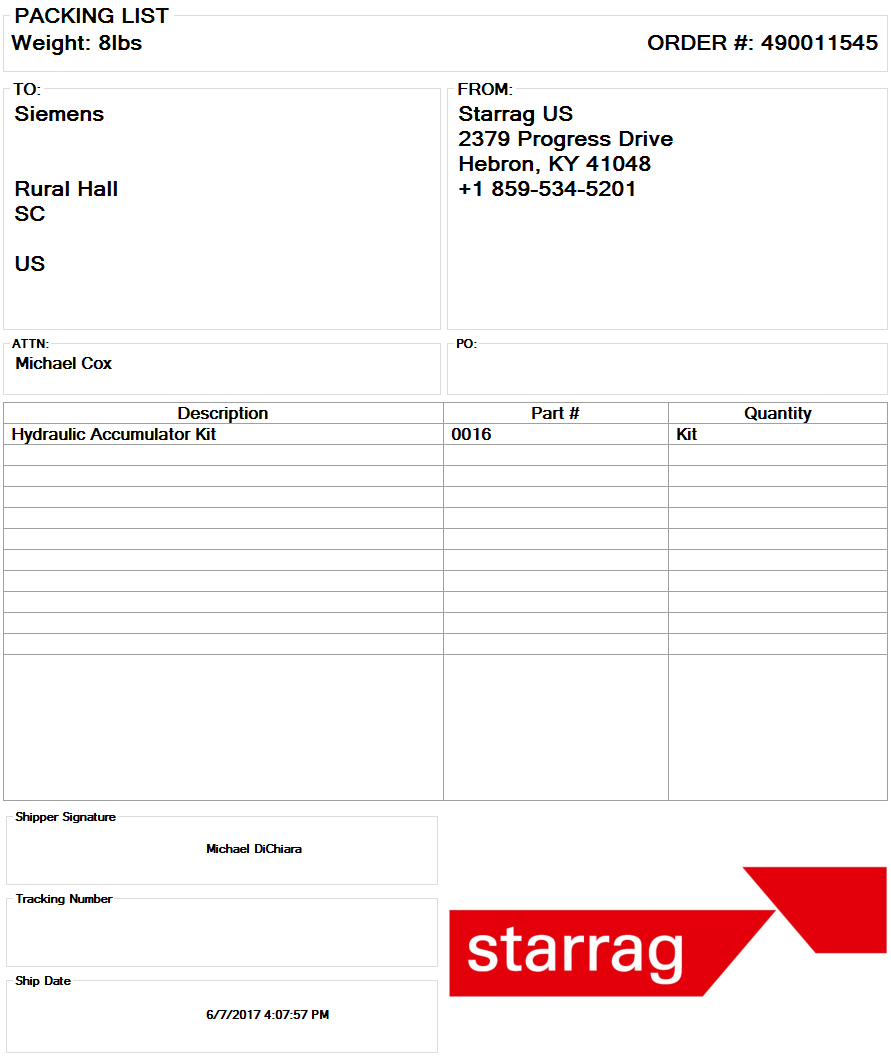 PACKING LIST
Weight: 8lbs
ORDER #: 490011545
TO:
Siemens
Rural Hall
SC
US
FROM:
Starrag US
2379 Progress Drive
Hebron, KY 41048
+1 859-534-5201
ATTN:
Michael Cox
PO:
Description Part # Quantity
Hydraulic Accumulator Kit 0016 Kit
Shipper Signature
Michael DiChiara
Tracking Number
Ship Date
6/7/2017 4:07:57 PM
starrag